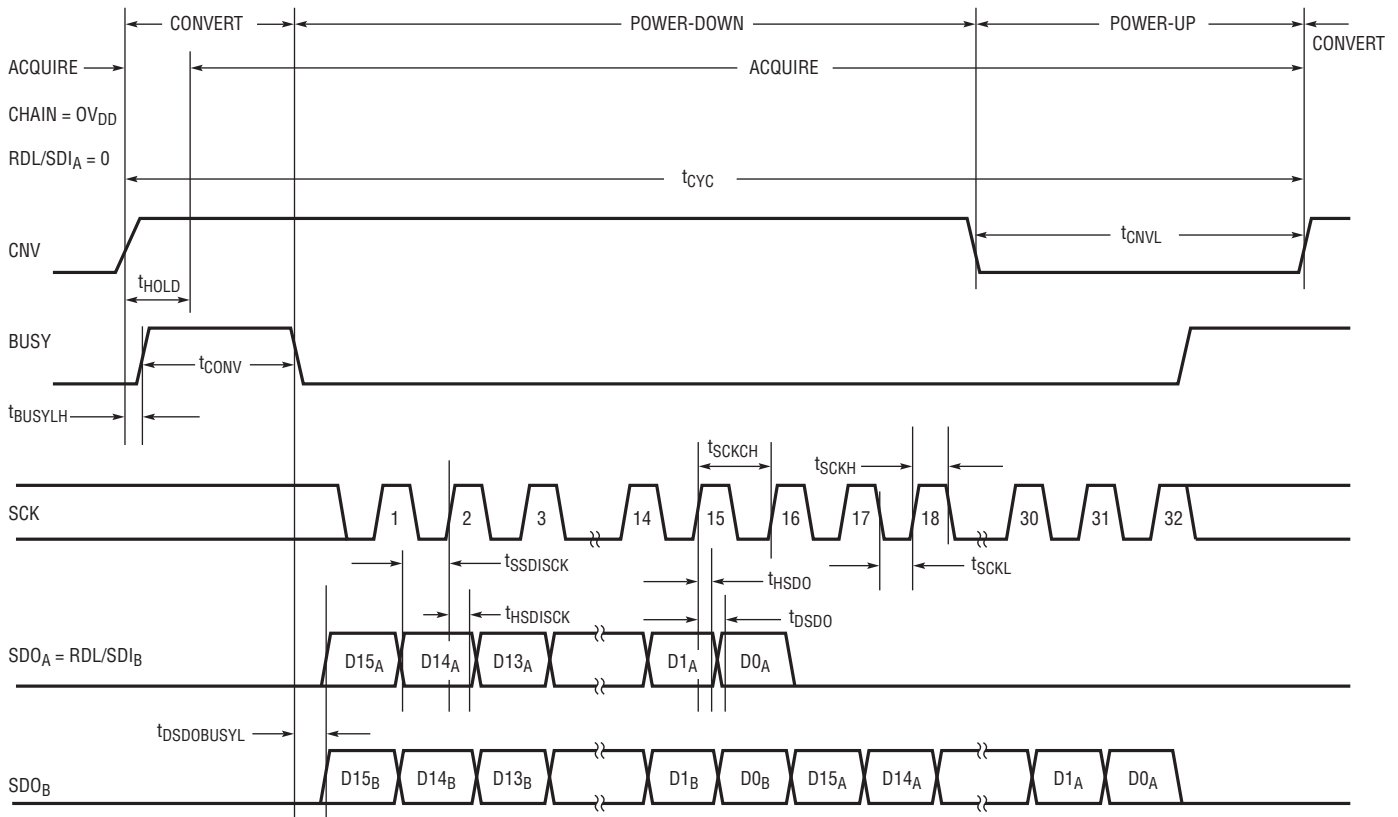 CONVERT POWER-DOWN POWER-UP
CONVERT
ACQUIRE ACQUIRE
CHAIN = OVDD
RDL/SDIA = 0
tCYC
CNV tCNVL
tHOLD
BUSY
tCONV
tBUSYLH
tSCKCH tSCKH
SCK 1 2 3 14 15 16 17 18 30 31 32
tSSDISCK tHSDO tSCKL
tHSDISCK tDSDO
SDOA = RDL/SDIB D15A D14A D13A D1A D0A
tDSDOBUSYL
SDOB D15B D14B D13B D1B D0B D15A D14A D1A D0A